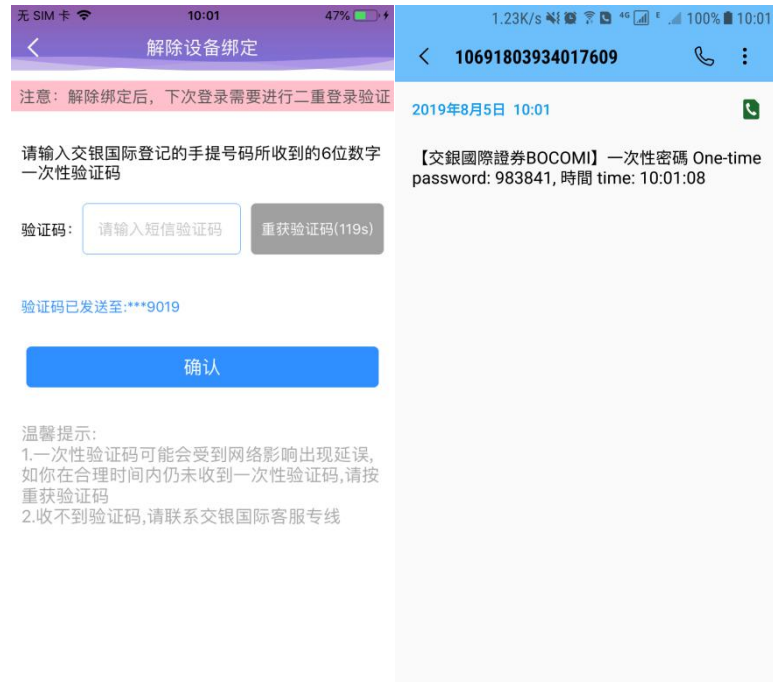 无 SIM 卡 10:01 47%
解除设备绑定
注意：解除绑定后，下次登录需要进行二重登录验证
请输入交银国际登记的手提号码所收到的6位数字
一次性验证码
验证码： 请输入短信验证码 重获验证码(119s)
验证码已发送至:***9019
确认
温馨提示:
1.一次性验证码可能会受到网络影响出现延误,
如你在合理时间内仍未收到一次性验证码,请按
重获验证码
2.收不到验证码,请联系交银国际客服专线
1.23K/s 4G E 100% 10:01
10691803934017609
2019年8月5日 10:01
【交銀國際證券BOCOMI】一次性密碼 One-time
password: 983841, 時間 time: 10:01:08